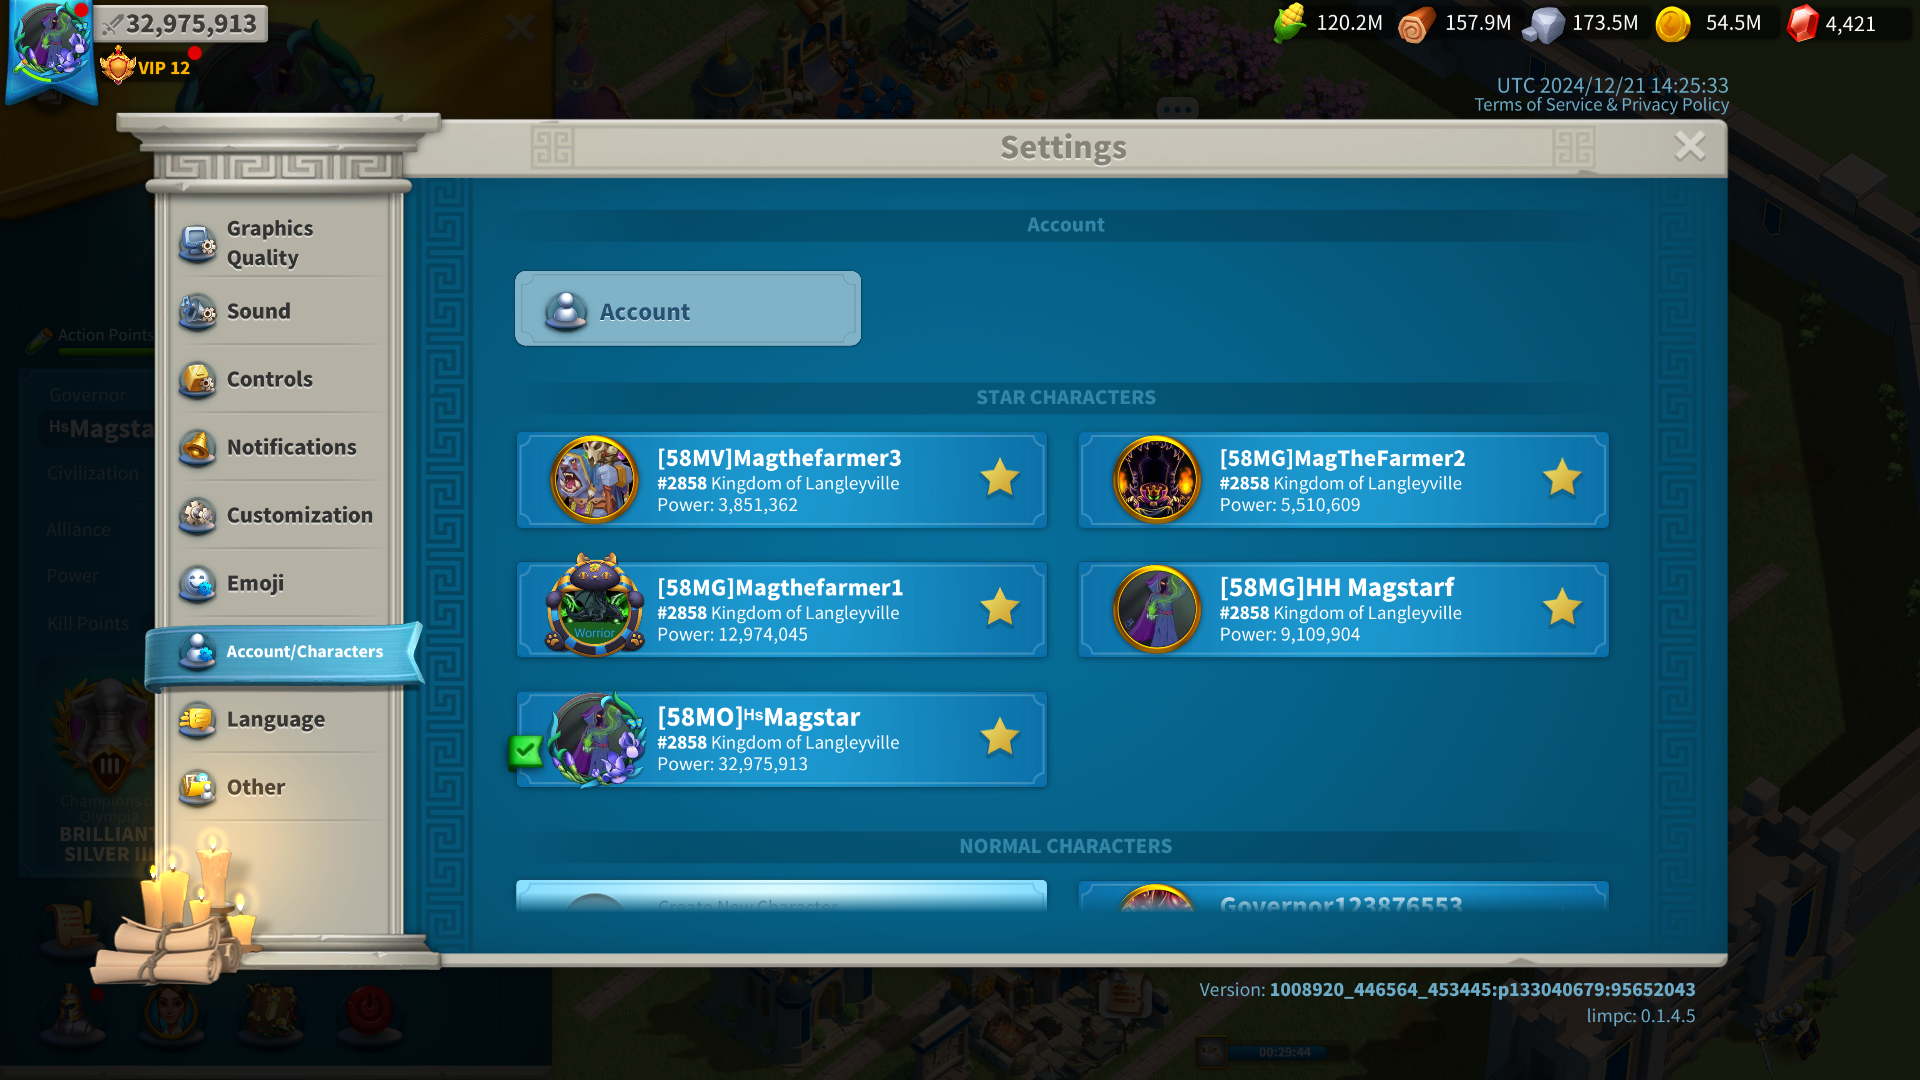 32,975,913
VIP 12
120.2M
157.9M
173.5M
54.5M
4,421
UTC 2024/12/21 14:25:33
Terms of Service & Privacy Policy
Settings
Graphics
Quality
Sound
Controls
Notifications
Customization
Emoji
Account/Characters
Language
Other
Account
Account
STAR CHARACTERS
[58MV]Magthefarmer3
#2858 Kingdom of Langleyville
Power: 3,851,362
[58MG]MagTheFarmer2
#2858 Kingdom of Langleyville
Power: 5,510,609
Worrior
[58MG]Magthefarmer1
#2858 Kingdom of Langleyville
Power: 12,974,045
[58MG]HH Magstarf
#2858 Kingdom of Langleyville
Power: 9,109,904
[58MO]ᴴˢMagstar
#2858 Kingdom of Langleyville
Power: 32,975,913
NORMAL CHARACTERS
Create New Character
Governor123876553
Action Points
Governor
ᴴˢMagsta
Civilization
Alliance
Power
Kill Points
III
Champions o
Olympia
BRILLIANT
SILVER III
Version: 1008920_446564_453445:p133040679:95652043
limpc: 0.1.4.5
00:29:44